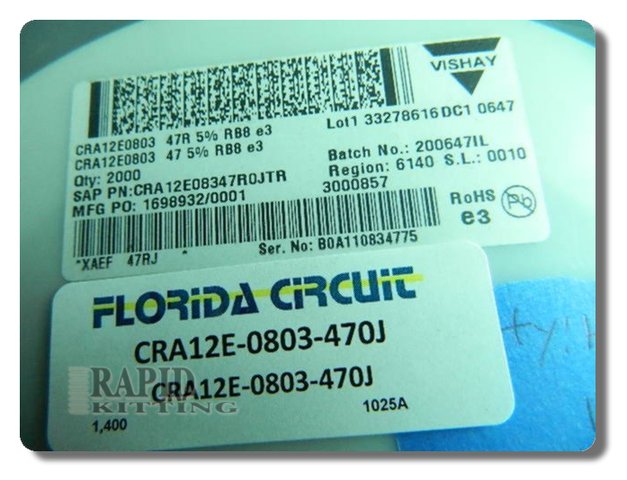 VISHAY
Lot1 33278616 DC1 0647
CRA12E0803 47R 5% RB8 e3
CRA12E0803 47 5% RB8 e3
Qty: 2000
Batch No.: 200647IL
SAP PN:CRA12E08347R0JTR
Region: 6140 S.L.: 0010
MFG PO: 1698932/0001
3000857
RoHS
e3
Pb
*XAEF 47RJ *
Ser. No: B0A110834775
FLORIDA CIRCUIT
CRA12E-0803-470J
CRA12E-0803-470J
RAPID
KITTING
1,400
1025A